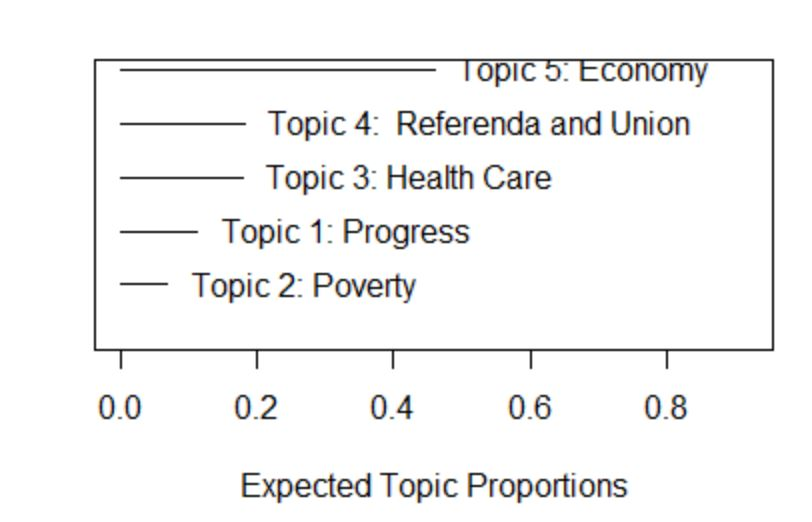 Topic 5: Economy
Topic 4:  Referenda and Union
Topic 3: Health Care
Topic 1: Progress
Topic 2: Poverty
0.0 0.2 0.4 0.6 0.8
Expected Topic Proportions